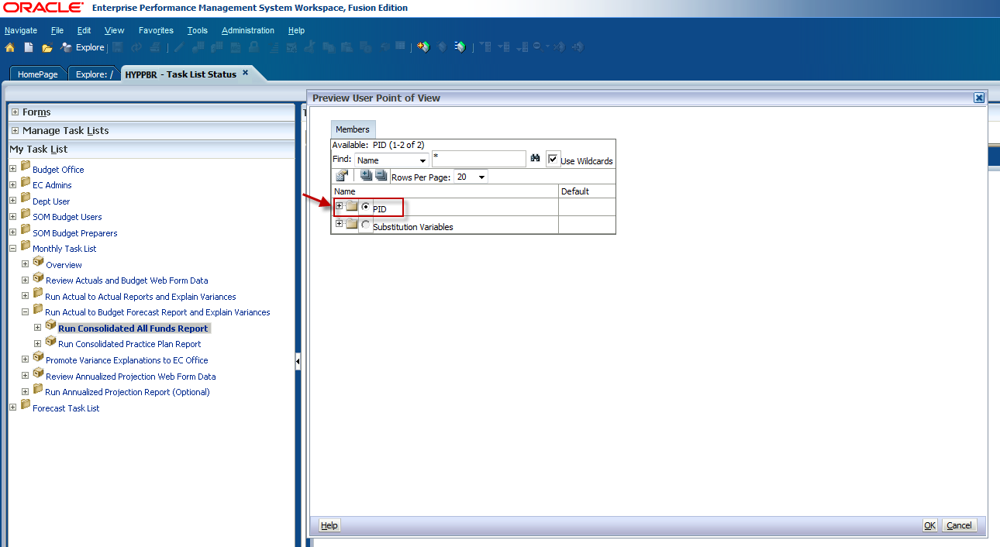 ORACLE Enterprise Performance Management System Workspace, Fusion Edition
Navigate File Edit View Favorites Tools Administration Help
Explore
HomePage Explore: / HYPPBR - Task List Status
Forms
Manage Task Lists
My Task List
Budget Office
EC Admins
Dept User
SOM Budget Users
SOM Budget Preparers
Monthly Task List
Overview
Review Actuals and Budget Web Form Data
Run Actual to Actual Reports and Explain Variances
Run Actual to Budget Forecast Report and Explain Variances
Run Consolidated All Funds Report
Run Consolidated Practice Plan Report
Promote Variance Explanations to EC Office
Review Annualized Projection Web Form Data
Run Annualized Projection Report (Optional)
Forecast Task List
Preview User Point of View
Members
Available: PID (1-2 of 2)
Find: Name * Use Wildcards
Rows Per Page: 20
Name Default
PID
Substitution Variables
Help OK Cancel